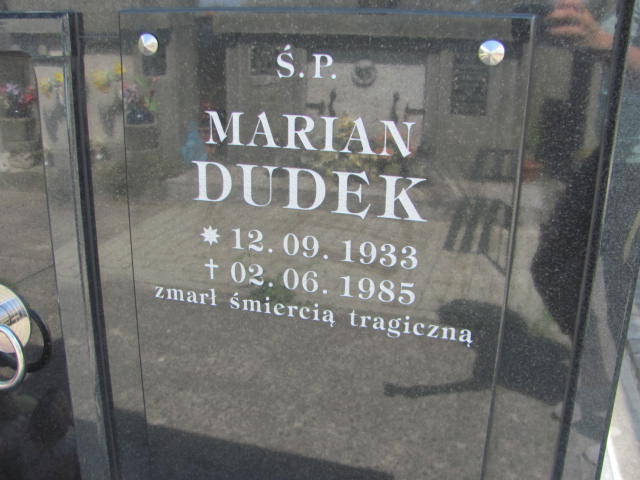 Ś.P.
MARIAN
DUDEK
* 12.09.1933
† 02.06.1985
zmarł śmiercią tragiczną